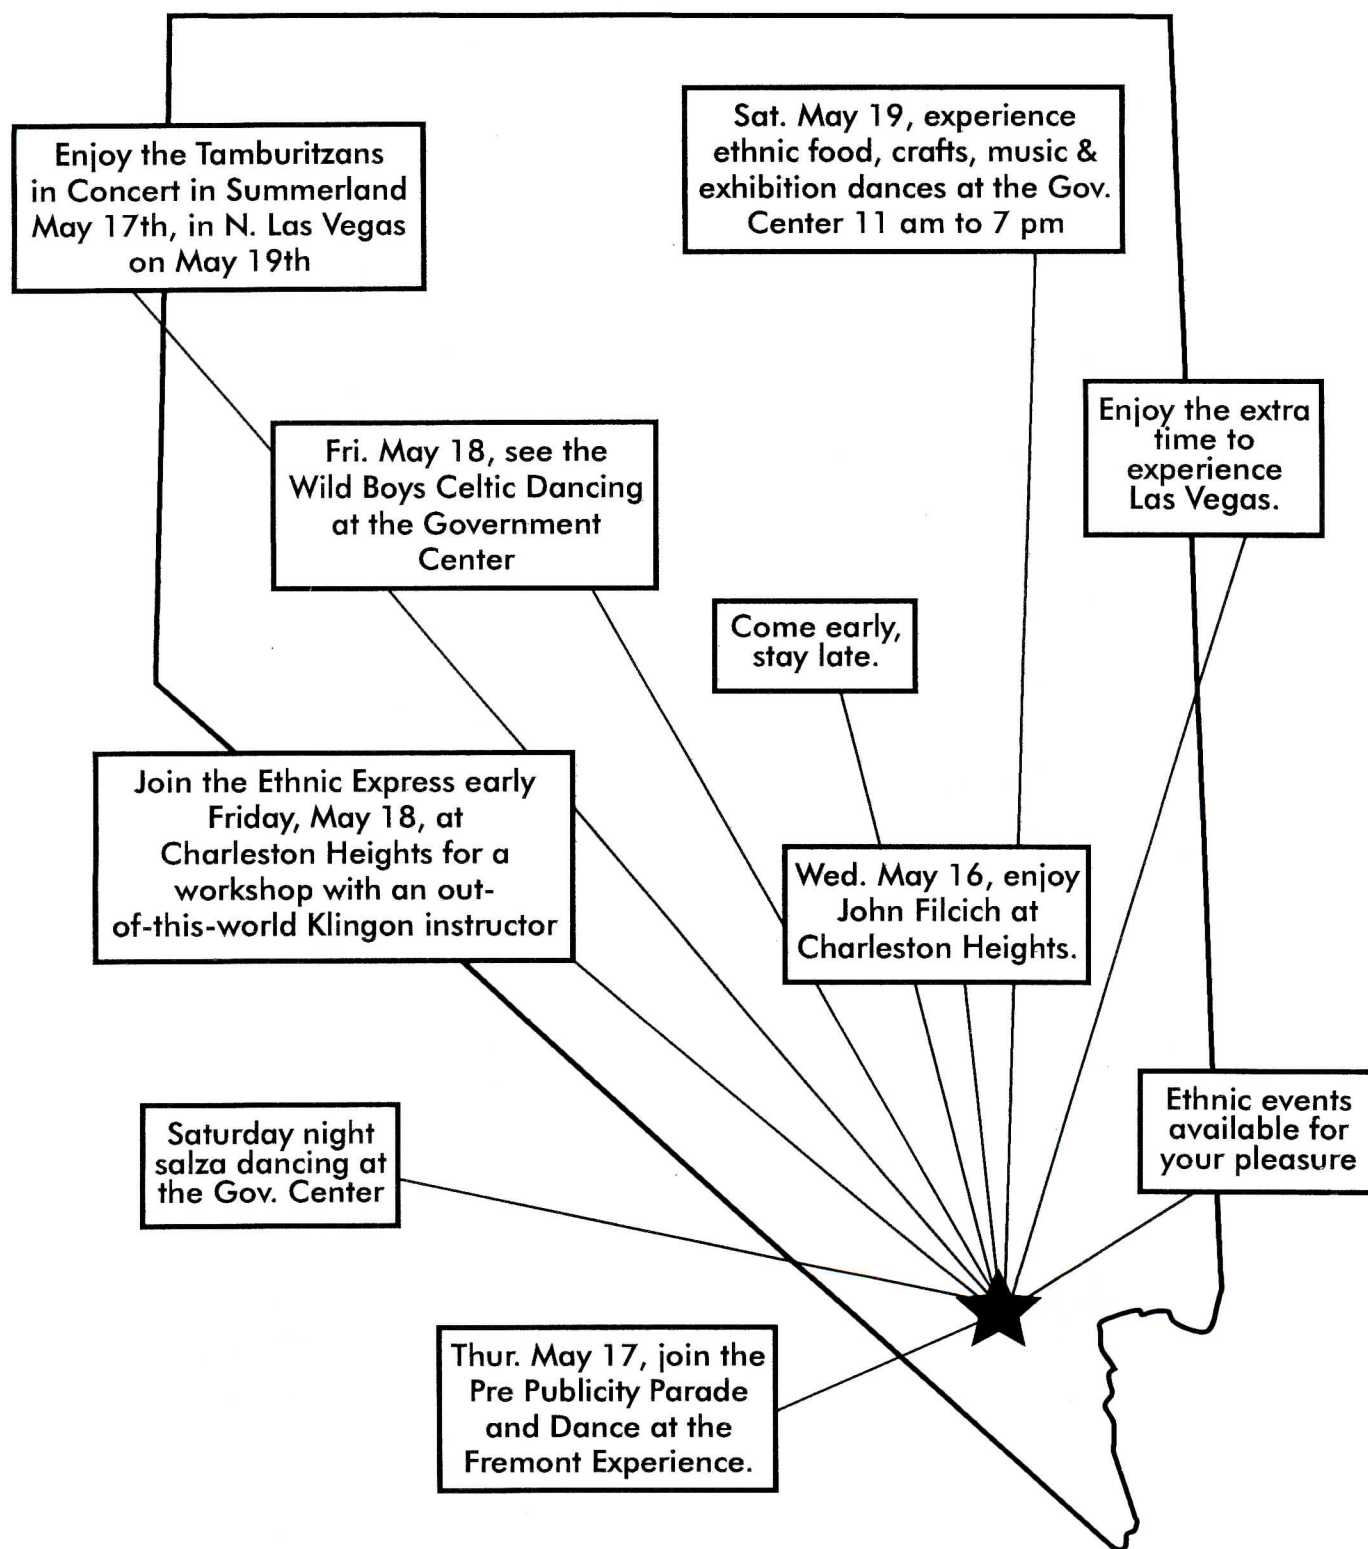 Enjoy the Tamburitzans
in Concert in Summerland
May 17th, in N. Las Vegas
on May 19th
Sat. May 19, experience
ethnic food, crafts, music &
exhibition dances at the Gov.
Center 11 am to 7 pm
Enjoy the extra
time to
experience
Las Vegas.
Fri. May 18, see the
Wild Boys Celtic Dancing
at the Government
Center
Come early,
stay late.
Join the Ethnic Express early
Friday, May 18, at
Charleston Heights for a
workshop with an out-
of-this-world Klingon instructor
Wed. May 16, enjoy
John Filcich at
Charleston Heights.
Ethnic events
available for
your pleasure
Saturday night
salza dancing at
the Gov. Center
Thur. May 17, join the
Pre Publicity Parade
and Dance at the
Fremont Experience.